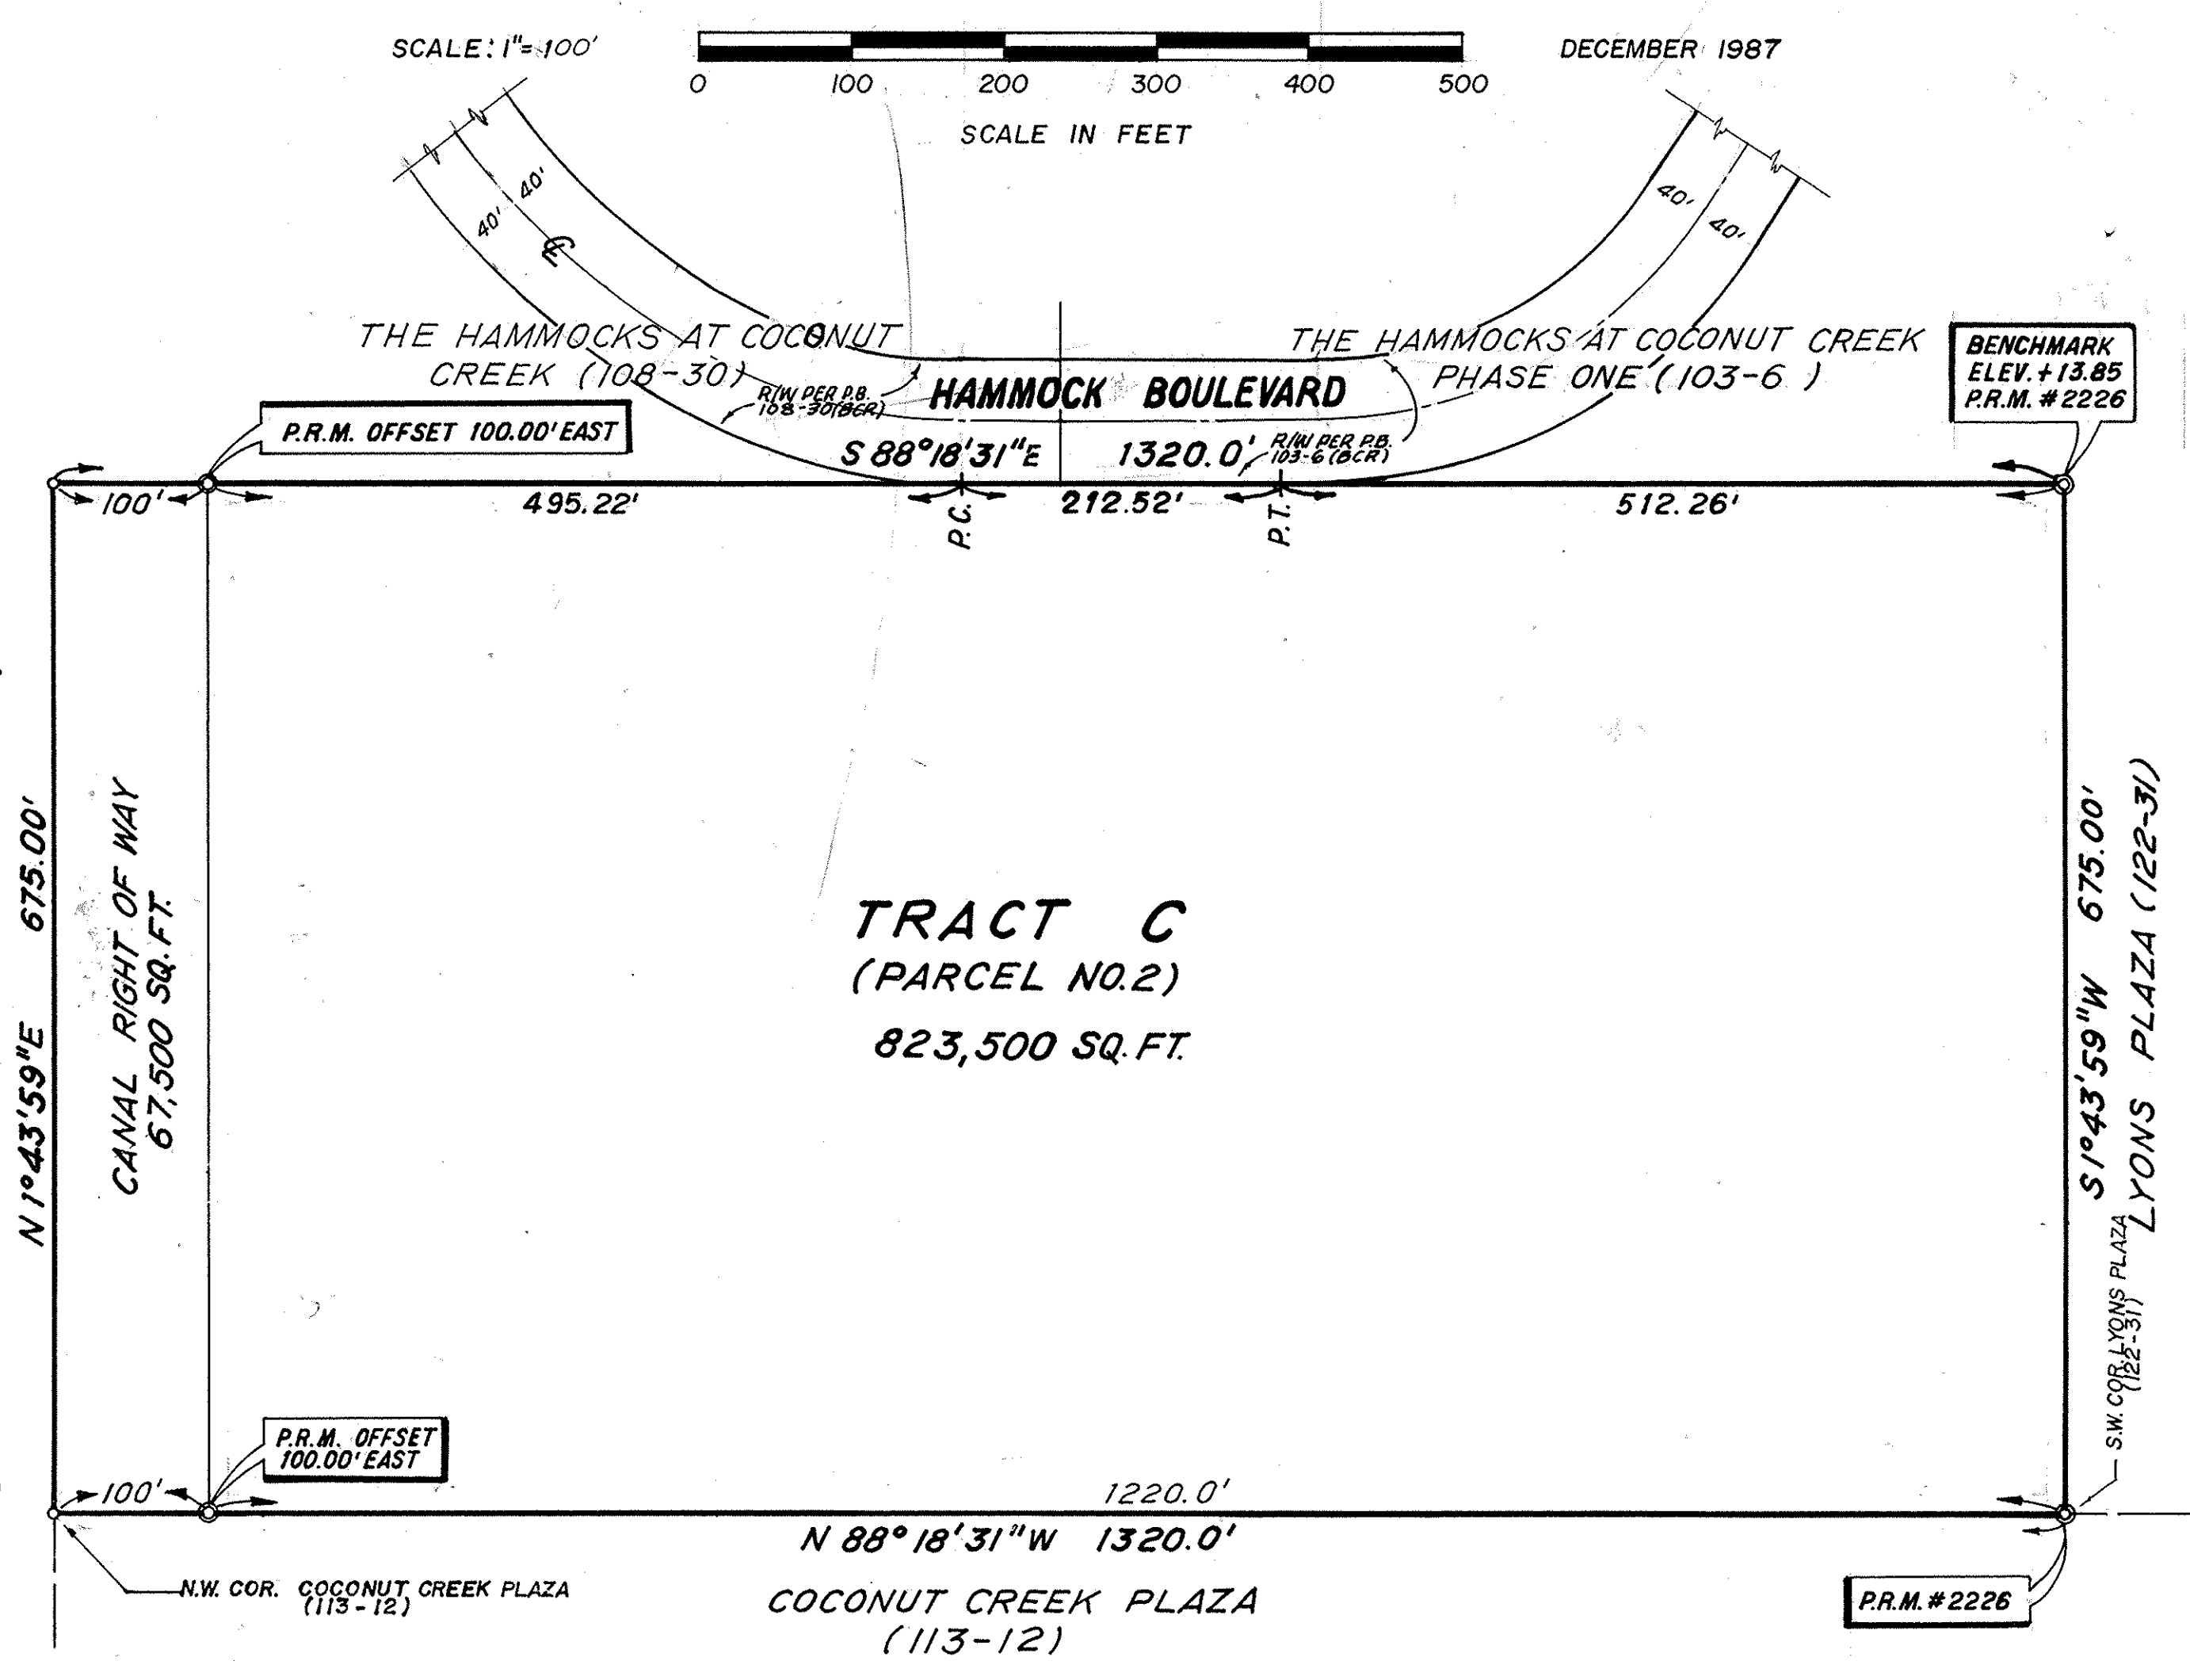 SCALE: 1"= 100'
0 100 200 300 400 500
SCALE IN FEET
DECEMBER 1987
40'
40'
C̵L
40'
40'
THE HAMMOCKS AT COCONUT
CREEK (108-30)
R/W PER P.B.
108-30(BCR)
HAMMOCK BOULEVARD
THE HAMMOCKS AT COCONUT CREEK
PHASE ONE (103-6 )
R/W PER P.B.
103-6 (BCR)
BENCHMARK
ELEV.+13.85
P.R.M. #2226
P.R.M. OFFSET 100.00' EAST
S 88°18'31"E 1320.0'
100'
495.22'
P.C.
212.52'
P.T.
512.26'
N 1°43'59"E 675.00'
CANAL RIGHT OF WAY
67,500 SQ. FT.
TRACT C
(PARCEL NO.2)
823,500 SQ. FT.
S 1°43'59"W 675.00'
LYONS PLAZA (122-31)
S.W. COR. LYONS PLAZA
(122-31)
P.R.M. OFFSET
100.00' EAST
100'
1220.0'
N 88°18'31"W 1320.0'
N.W. COR. COCONUT CREEK PLAZA
(113-12)
COCONUT CREEK PLAZA
(113-12)
P.R.M. #2226